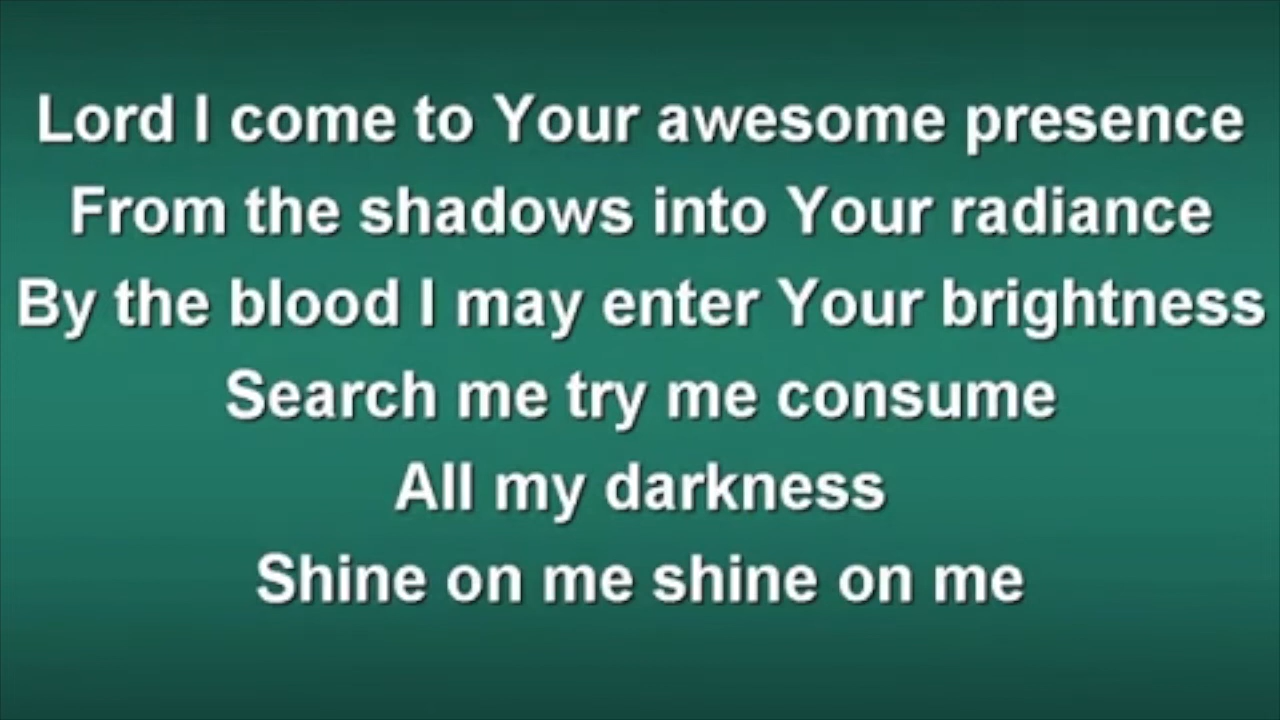 Lord I come to Your awesome presence
From the shadows into Your radiance
By the blood I may enter Your brightness
Search me try me consume
All my darkness
Shine on me shine on me